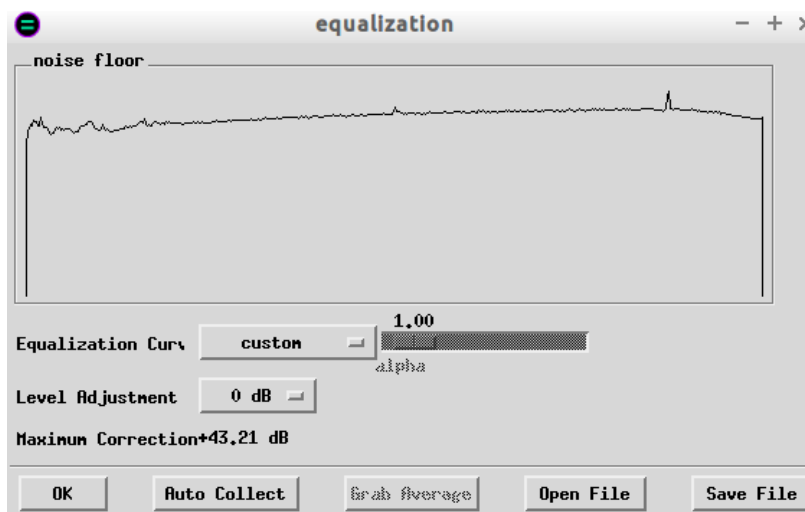 equalization
noise floor
1.00
Equalization Curv custom
alpha
Level Adjustment 0 dB
Maximum Correction+43.21 dB
OK Auto Collect Grab Average Open File Save File